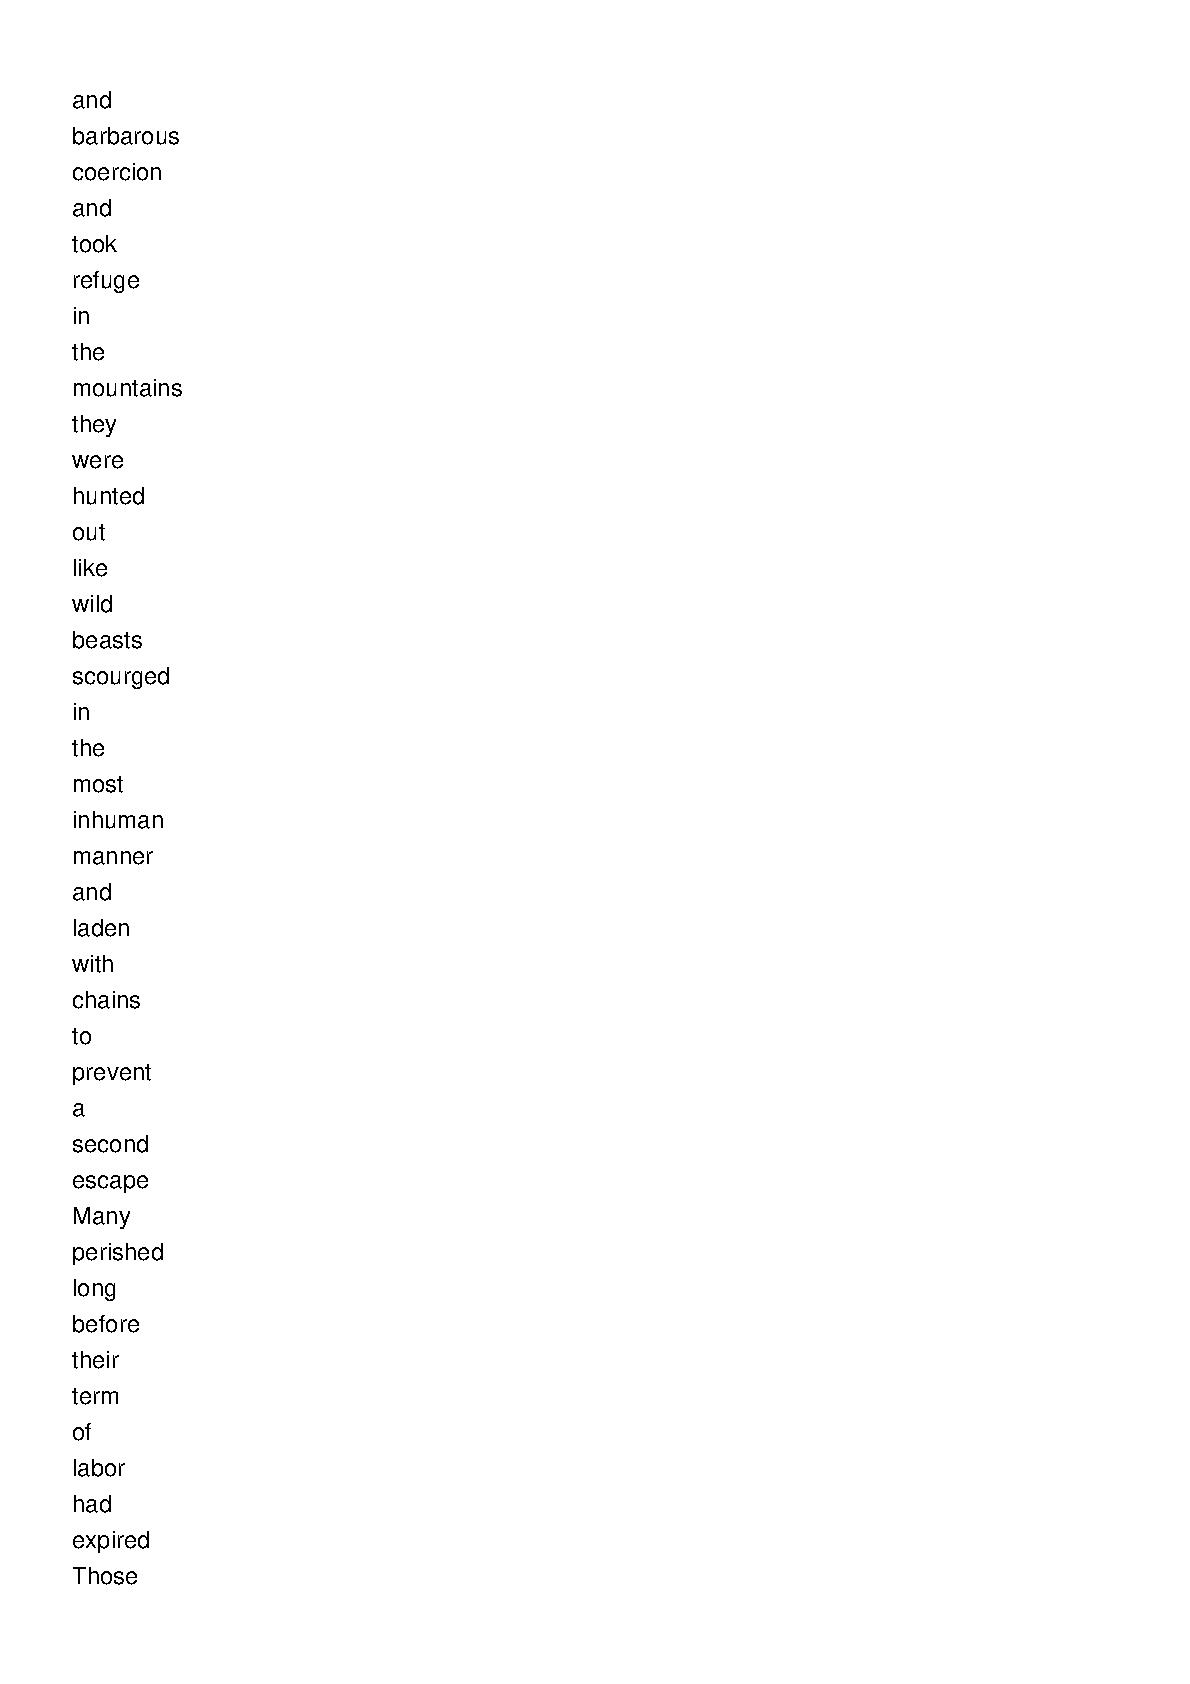 and
barbarous
coercion
and
took
refuge
in
the
mountains
they
were
hunted
out
like
wild
beasts
scourged
in
the
most
inhuman
manner
and
laden
with
chains
to
prevent
a
second
escape
Many
perished
long
before
their
term
of
labor
had
expired
Those